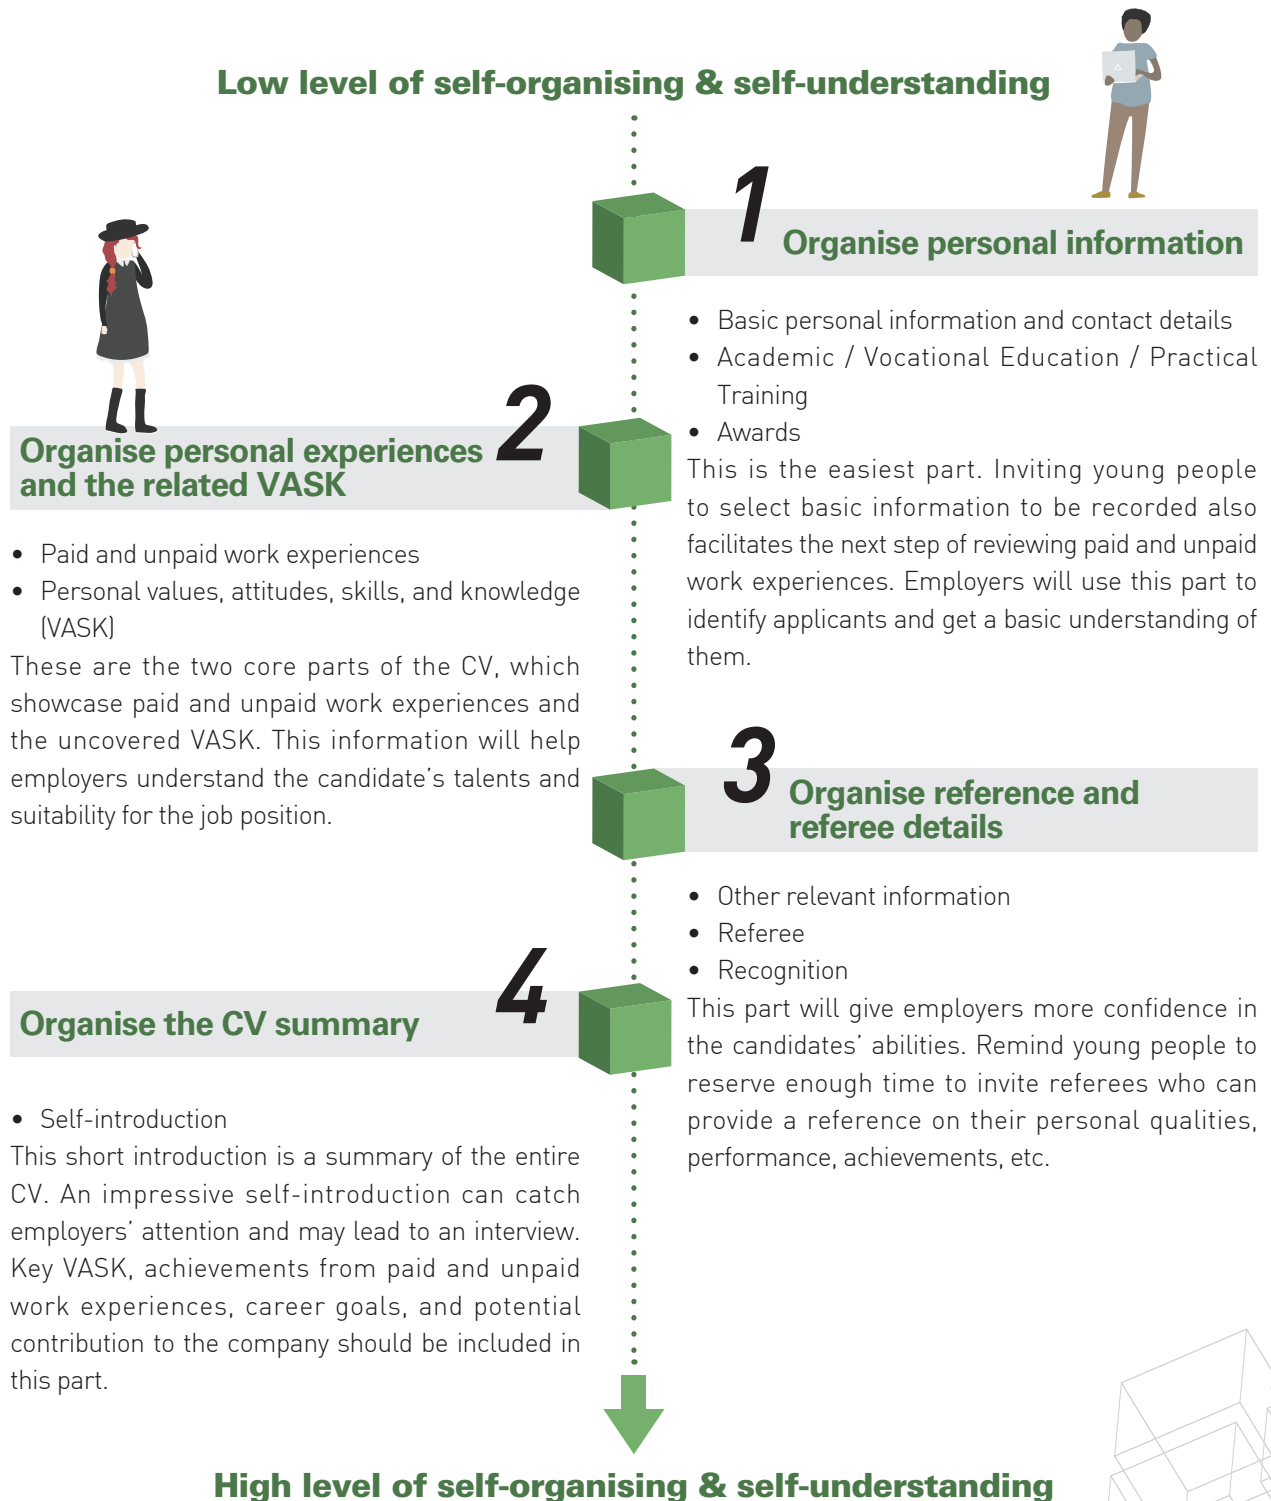 Low level of self-organising & self-understanding
1
Organise personal information
• Basic personal information and contact details
• Academic / Vocational Education / Practical
Training
• Awards
This is the easiest part. Inviting young people
to select basic information to be recorded also
facilitates the next step of reviewing paid and unpaid
work experiences. Employers will use this part to
identify applicants and get a basic understanding of
them.
2
Organise personal experiences
and the related VASK
• Paid and unpaid work experiences
• Personal values, attitudes, skills, and knowledge
(VASK)
These are the two core parts of the CV, which
showcase paid and unpaid work experiences and
the uncovered VASK. This information will help
employers understand the candidate's talents and
suitability for the job position.
3
Organise reference and
referee details
• Other relevant information
• Referee
• Recognition
This part will give employers more confidence in
the candidates' abilities. Remind young people to
reserve enough time to invite referees who can
provide a reference on their personal qualities,
performance, achievements, etc.
4
Organise the CV summary
• Self-introduction
This short introduction is a summary of the entire
CV. An impressive self-introduction can catch
employers' attention and may lead to an interview.
Key VASK, achievements from paid and unpaid
work experiences, career goals, and potential
contribution to the company should be included in
this part.
High level of self-organising & self-understanding